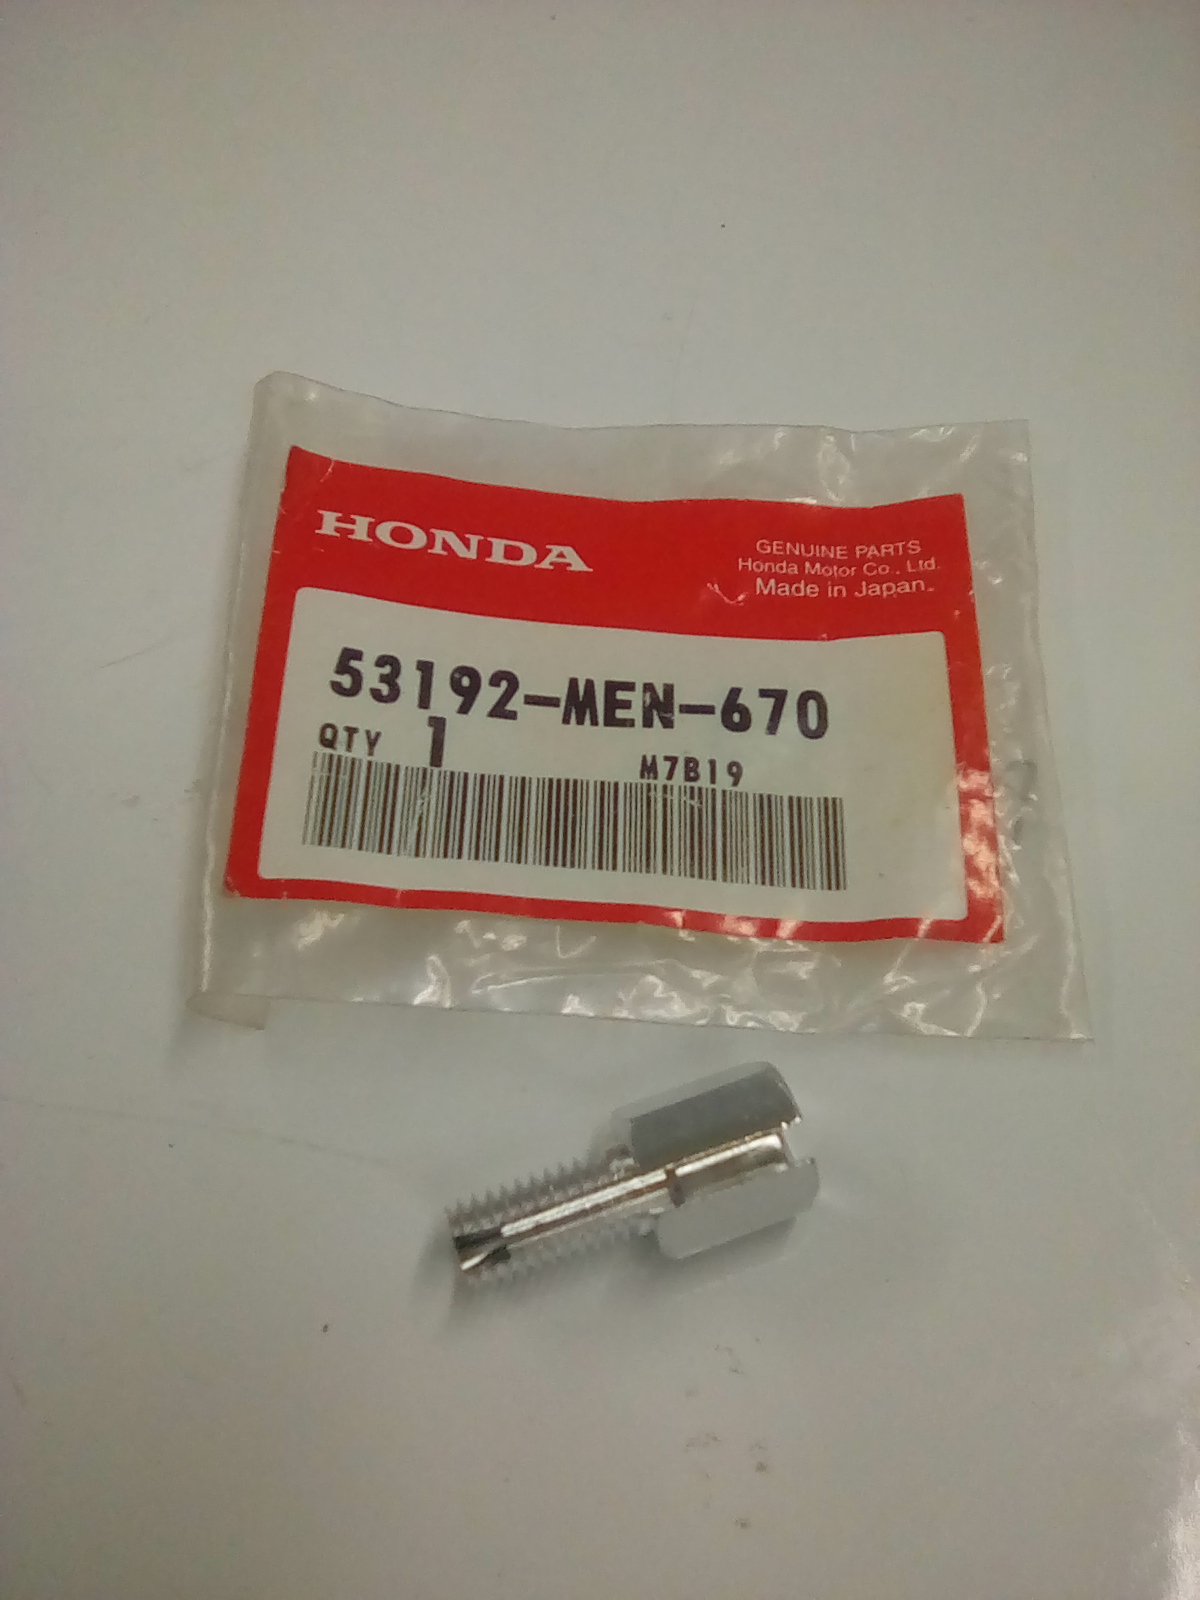 HONDA
GENUINE PARTS
Honda Motor Co., Ltd.
Made in Japan.
53192-MEN-670
QTY 1 M7B19